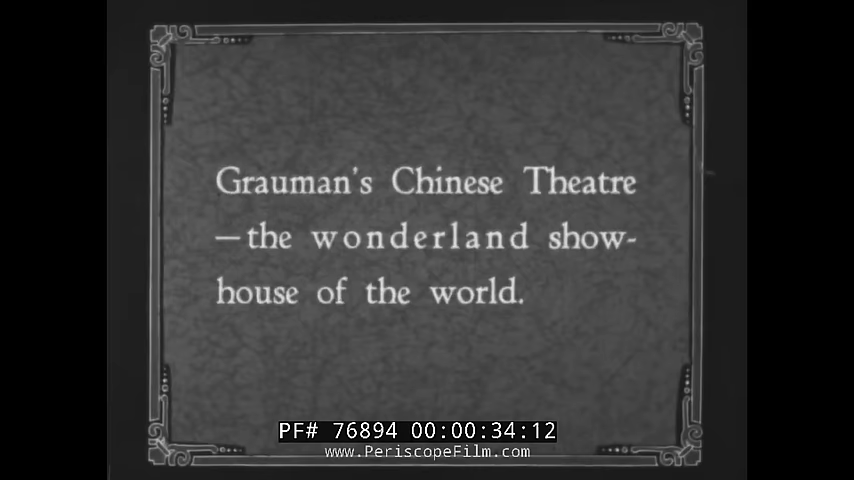 Grauman's Chinese Theatre
—the wonderland show-
house of the world.
PF# 76894 00:00:34:12
www.PeriscopeFilm.com